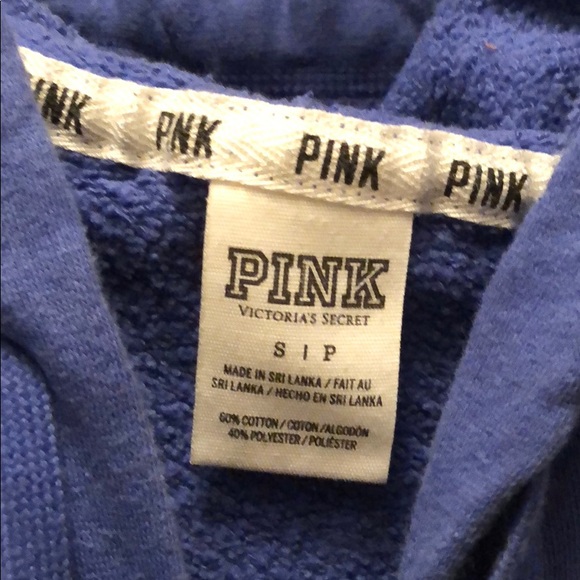 PINK PNK PINK PINK
PINK
VICTORIA'S SECRET
S | P
MADE IN SRI LANKA / FAIT AU
SRI LANKA / HECHO EN SRI LANKA
60% COTTON / COTON / ALGODÓN
40% POLYESTER / POLIÉSTER